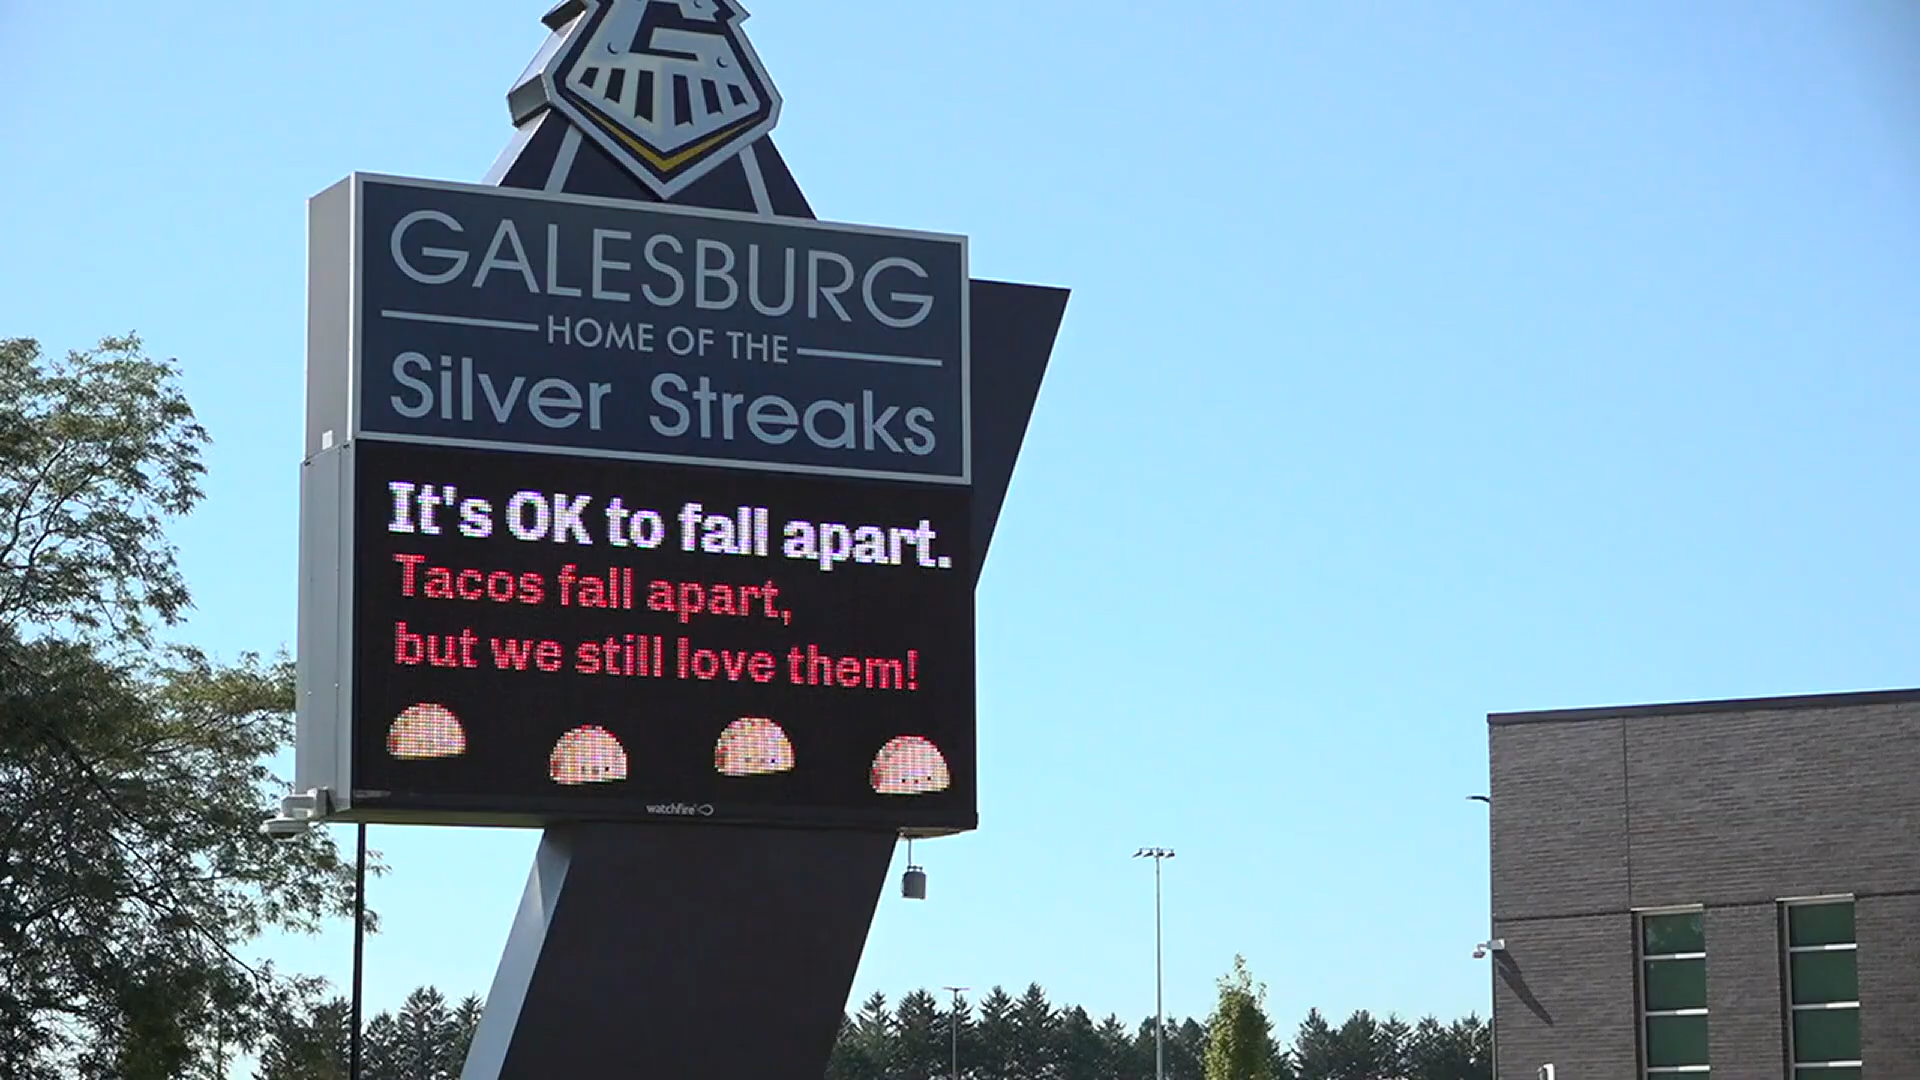 G
GALESBURG
HOME OF THE
Silver Streaks
It's OK to fall apart.
Tacos fall apart,
but we still love them!
watchfire